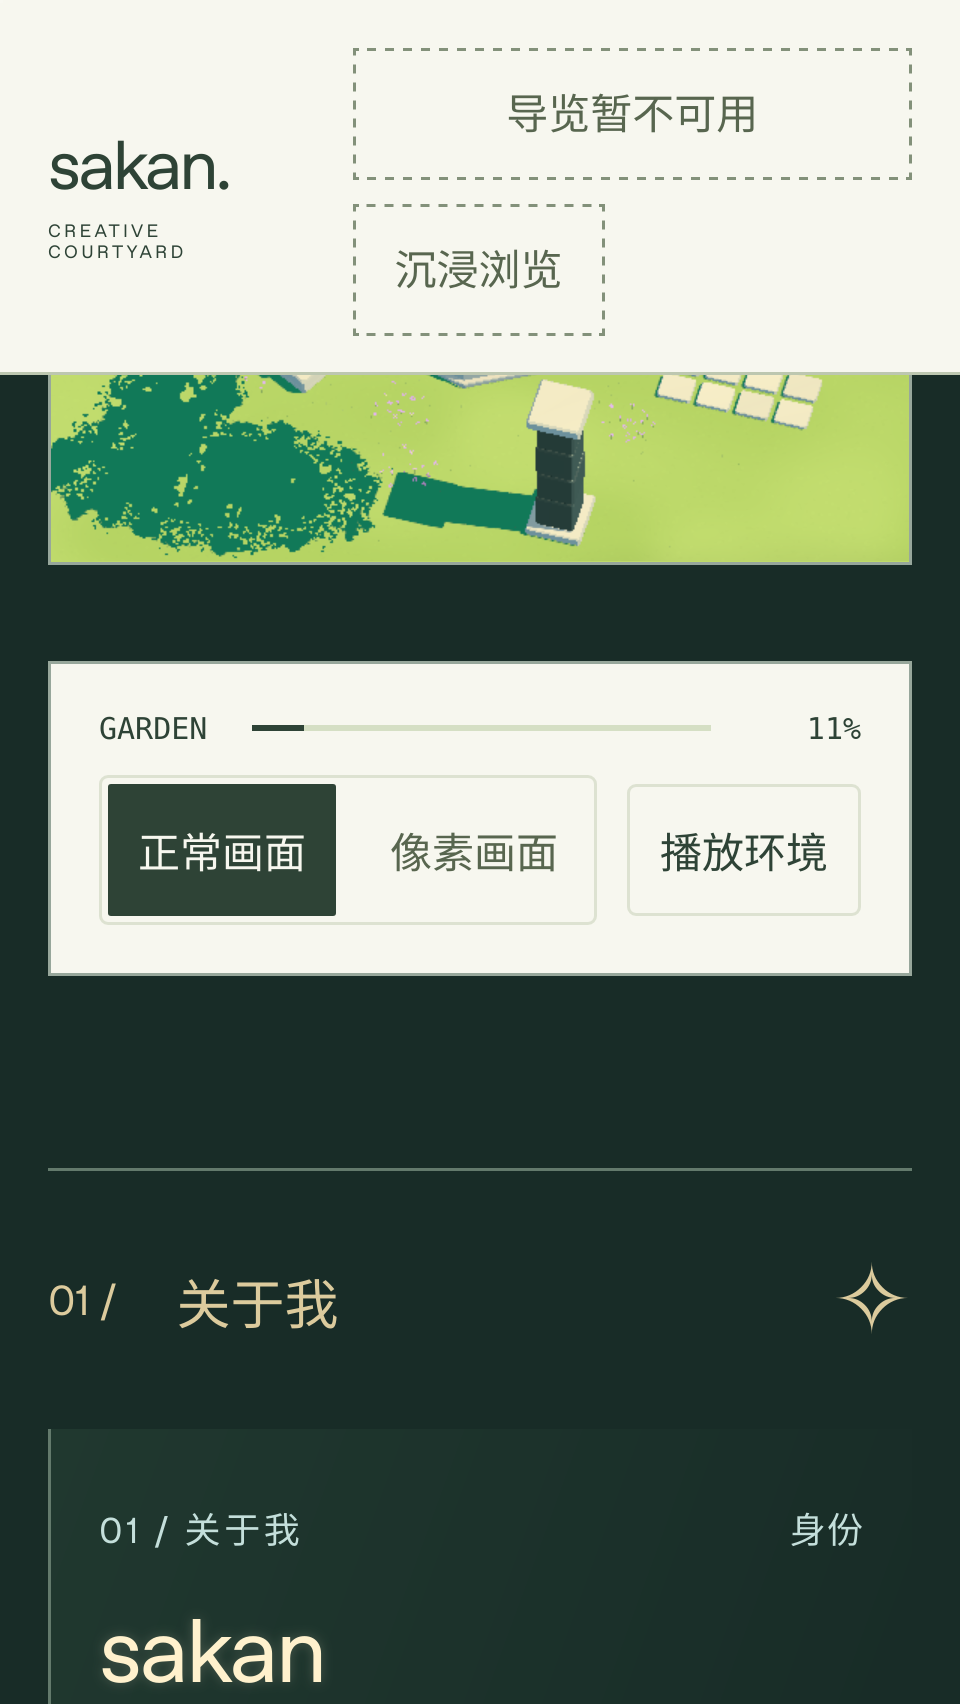 sakan.
CREATIVE
COURTYARD
导览暂不可用
沉浸浏览
GARDEN 11%
正常画面 像素画面 播放环境
01 / 关于我
01 / 关于我 身份
sakan